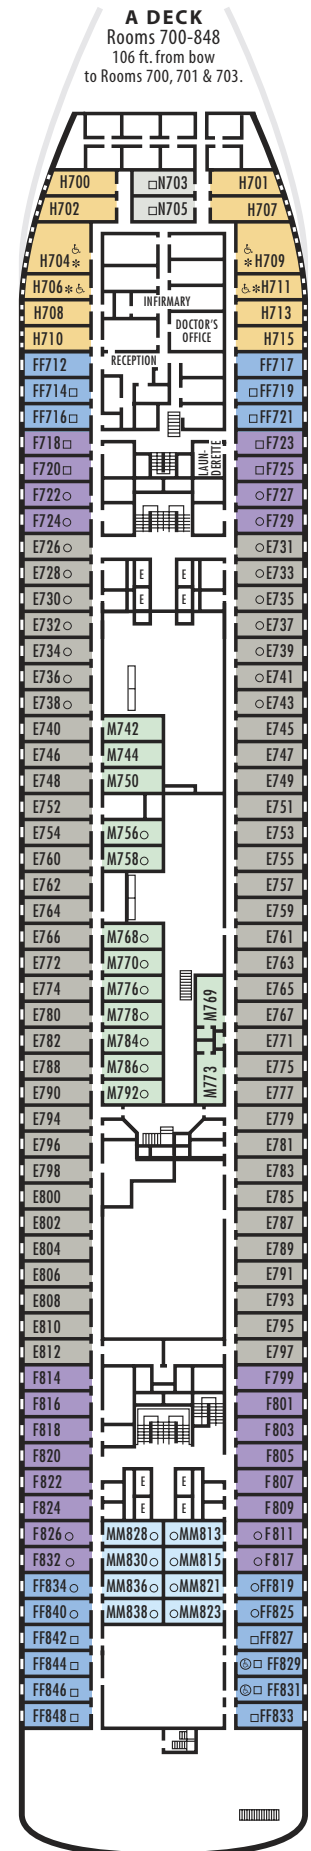 A DECK
Rooms 700-848
106 ft. from bow
to Rooms 700, 701 & 703.
H700 □N703 H701
H702 □N705 H707
H704✻ ✻H709
H706✻ ✻H711
INFIRMARY
H708 H713
DOCTOR'S
OFFICE
H710 H715
RECEPTION
FF712 FF717
FF714□ □FF719
FF716□ □FF721
LAUN-
DERETTE
F718□ □F723
F720□ □F725
F722○ ○F727
F724○ ○F729
E726○ ○E731
E728○ E E ○E733
E730○ E E ○E735
E732○ ○E737
E734○ ○E739
E736○ ○E741
E738○ ○E743
E740 M742 E745
E746 M744 E747
E748 M750 E749
E752 E751
E754 M756○ E753
E760 M758○ E755
E762 E757
E764 E759
E766 M768○ E761
E772 M770○ E763
E774 M776○ M769 E765
E780 M778○ E767
E782 M784○ E771
E788 M786○ M773 E775
E790 M792○ E777
E794 E779
E796 E781
E798 E783
E800 E785
E802 E787
E804 E789
E806 E791
E808 E793
E810 E795
E812 E797
F814 F799
F816 F801
F818 F803
F820 F805
F822 E E F807
F824 E E F809
F826○ MM828○ ○MM813 ○F811
F832○ MM830○ ○MM815 ○F817
FF834○ MM836○ ○MM821 ○FF819
FF840○ MM838○ ○MM823 ○FF825
FF842□ □FF827
FF844□ □ FF829
FF846□ □ FF831
FF848□ □FF833